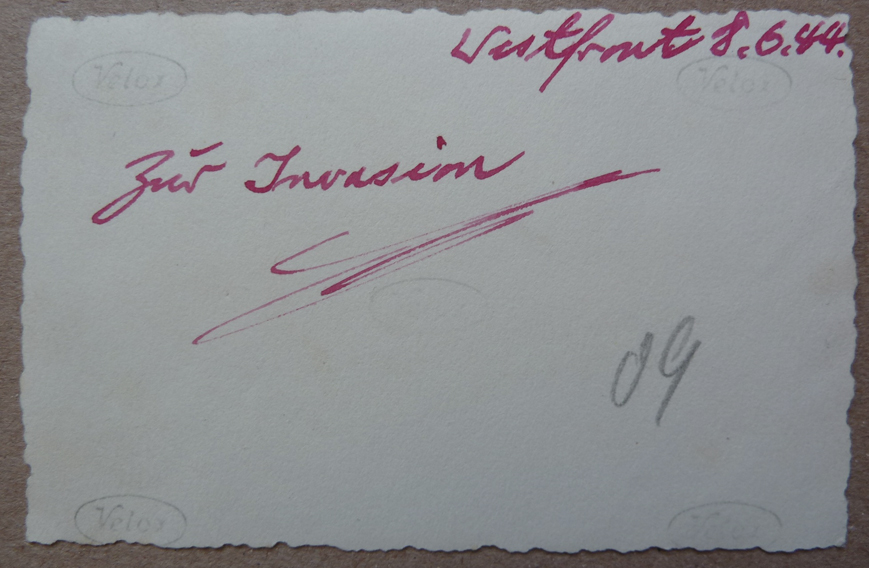 Westfront 8.6.44.
Velox
Velox
Zur Invasion
09
Velox
Velox